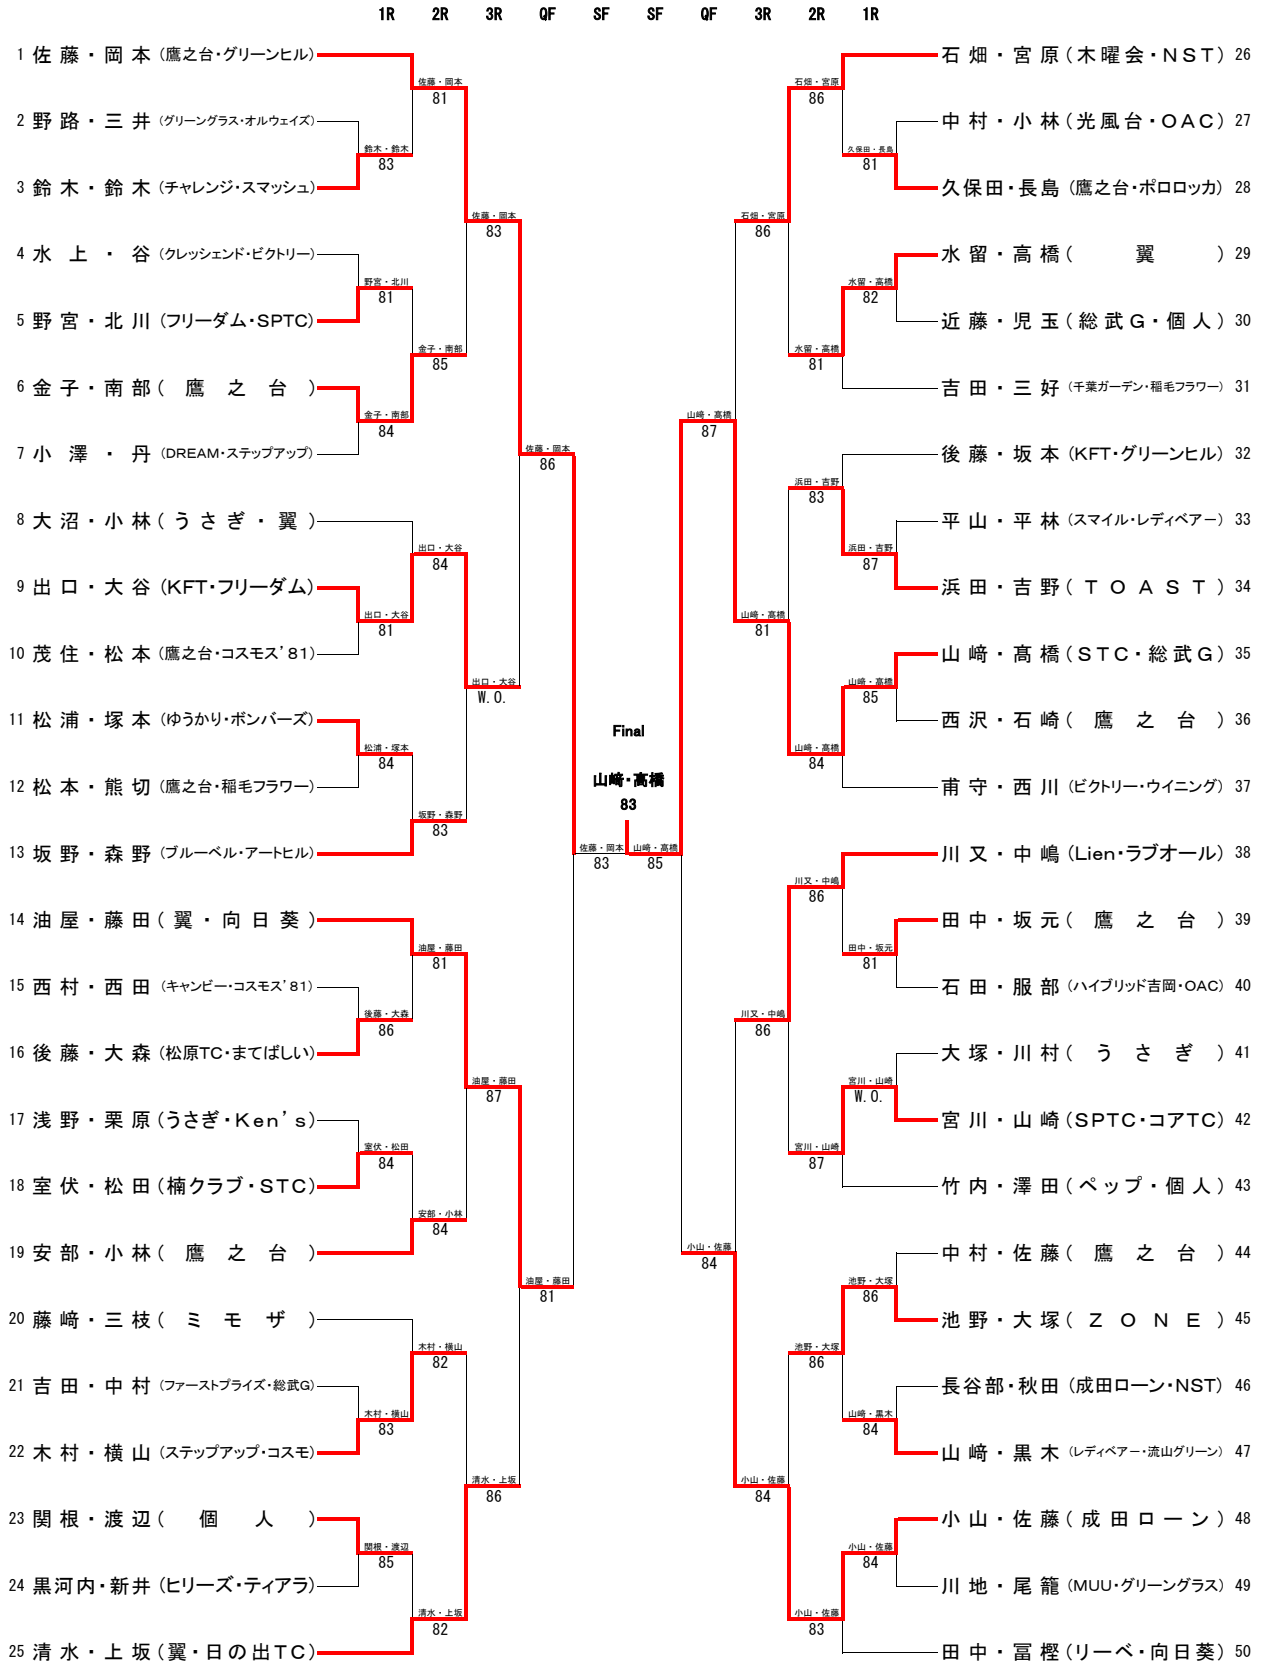 1R 2R 3R QF SF SF QF 3R 2R 1R
1 佐藤・岡本 (鷹之台・グリーンヒル)
2 野路・三井 (グリーングラス・オルウェイズ)
3 鈴木・鈴木 (チャレンジ・スマッシュ)
4 水上・谷 (クレッシェンド・ビクトリー)
5 野宮・北川 (フリーダム・SPTC)
6 金子・南部 (鷹之台)
7 小澤・丹 (DREAM・ステップアップ)
8 大沼・小林 (うさぎ・翼)
9 出口・大谷 (KFT・フリーダム)
10 茂住・松本 (鷹之台・コスモス'81)
11 松浦・塚本 (ゆうかり・ボンバーズ)
12 松本・熊切 (鷹之台・稲毛フラワー)
13 坂野・森野 (ブルーベル・アートヒル)
14 油屋・藤田 (翼・向日葵)
15 西村・西田 (キャンビー・コスモス'81)
16 後藤・大森 (松原TC・まてばしい)
17 浅野・栗原 (うさぎ・Ken's)
18 室伏・松田 (楠クラブ・STC)
19 安部・小林 (鷹之台)
20 藤﨑・三枝 (ミモザ)
21 吉田・中村 (ファーストプライズ・総武G)
22 木村・横山 (ステップアップ・コスモ)
23 関根・渡辺 (個人)
24 黒河内・新井 (ヒリーズ・ティアラ)
25 清水・上坂 (翼・日の出TC)
鈴木・鈴木
83
野宮・北川
81
金子・南部
84
出口・大谷
81
松浦・塚本
84
後藤・大森
86
室伏・松田
84
木村・横山
83
関根・渡辺
85
佐藤・岡本
81
金子・南部
85
出口・大谷
84
坂野・森野
83
油屋・藤田
81
安部・小林
84
木村・横山
82
清水・上坂
82
佐藤・岡本
83
出口・大谷
W.O.
油屋・藤田
87
清水・上坂
86
佐藤・岡本
86
油屋・藤田
81
佐藤・岡本
83
Final
山﨑・髙橋
83
山﨑・髙橋
85
山﨑・髙橋
87
小山・佐藤
84
石畑・宮原
86
山﨑・髙橋
81
川又・中嶋
86
小山・佐藤
84
石畑・宮原
86
水留・高橋
81
浜田・吉野
83
山﨑・髙橋
84
川又・中嶋
86
宮川・山崎
87
池野・大塚
86
小山・佐藤
83
久保田・長島
81
水留・高橋
82
浜田・吉野
87
山﨑・髙橋
85
田中・坂元
81
宮川・山崎
W.O.
池野・大塚
86
山﨑・黒木
84
小山・佐藤
84
石畑・宮原 (木曜会・NST) 26
中村・小林 (光風台・OAC) 27
久保田・長島 (鷹之台・ポロロッカ) 28
水留・高橋 (翼) 29
近藤・児玉 (総武G・個人) 30
吉田・三好 (千葉ガーデン・稲毛フラワー) 31
後藤・坂本 (KFT・グリーンヒル) 32
平山・平林 (スマイル・レディベアー) 33
浜田・吉野 (TOAST) 34
山﨑・髙橋 (STC・総武G) 35
西沢・石崎 (鷹之台) 36
甫守・西川 (ビクトリー・ウイニング) 37
川又・中嶋 (Lien・ラブオール) 38
田中・坂元 (鷹之台) 39
石田・服部 (ハイブリッド吉岡・OAC) 40
大塚・川村 (うさぎ) 41
宮川・山崎 (SPTC・コアTC) 42
竹内・澤田 (ペップ・個人) 43
中村・佐藤 (鷹之台) 44
池野・大塚 (ZONE) 45
長谷部・秋田 (成田ローン・NST) 46
山﨑・黒木 (レディベアー・流山グリーン) 47
小山・佐藤 (成田ローン) 48
川地・尾籠 (MUU・グリーングラス) 49
田中・冨樫 (リーベ・向日葵) 50